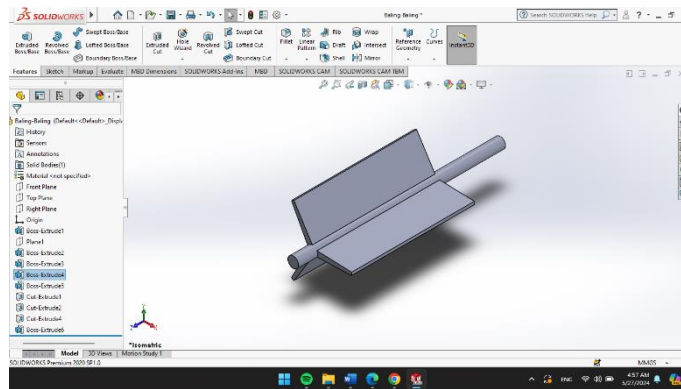 SOLIDWORKS
Baling-Baling *
Search SOLIDWORKS Help
Extruded Boss/Base
Revolved Boss/Base
Swept Boss/Base
Lofted Boss/Base
Boundary Boss/Base
Extruded Cut
Hole Wizard
Revolved Cut
Swept Cut
Lofted Cut
Boundary Cut
Fillet
Linear Pattern
Rib
Draft
Shell
Wrap
Intersect
Mirror
Reference Geometry
Curves
Instant3D
Features Sketch Markup Evaluate MBD Dimensions SOLIDWORKS Add-Ins MBD SOLIDWORKS CAM SOLIDWORKS CAM TBM
Baling-Baling (Default<<Default>_Displ
History
Sensors
Annotations
Solid Bodies(1)
Material <not specified>
Front Plane
Top Plane
Right Plane
Origin
Boss-Extrude1
Plane1
Boss-Extrude2
Boss-Extrude3
Boss-Extrude4
Boss-Extrude5
Cut-Extrude1
Cut-Extrude2
Cut-Extrude4
Boss-Extrude6
*Isometric
Model 3D Views Motion Study 1
SOLIDWORKS Premium 2020 SP1.0
MMGS
ENG
4:57 AM
5/27/2024